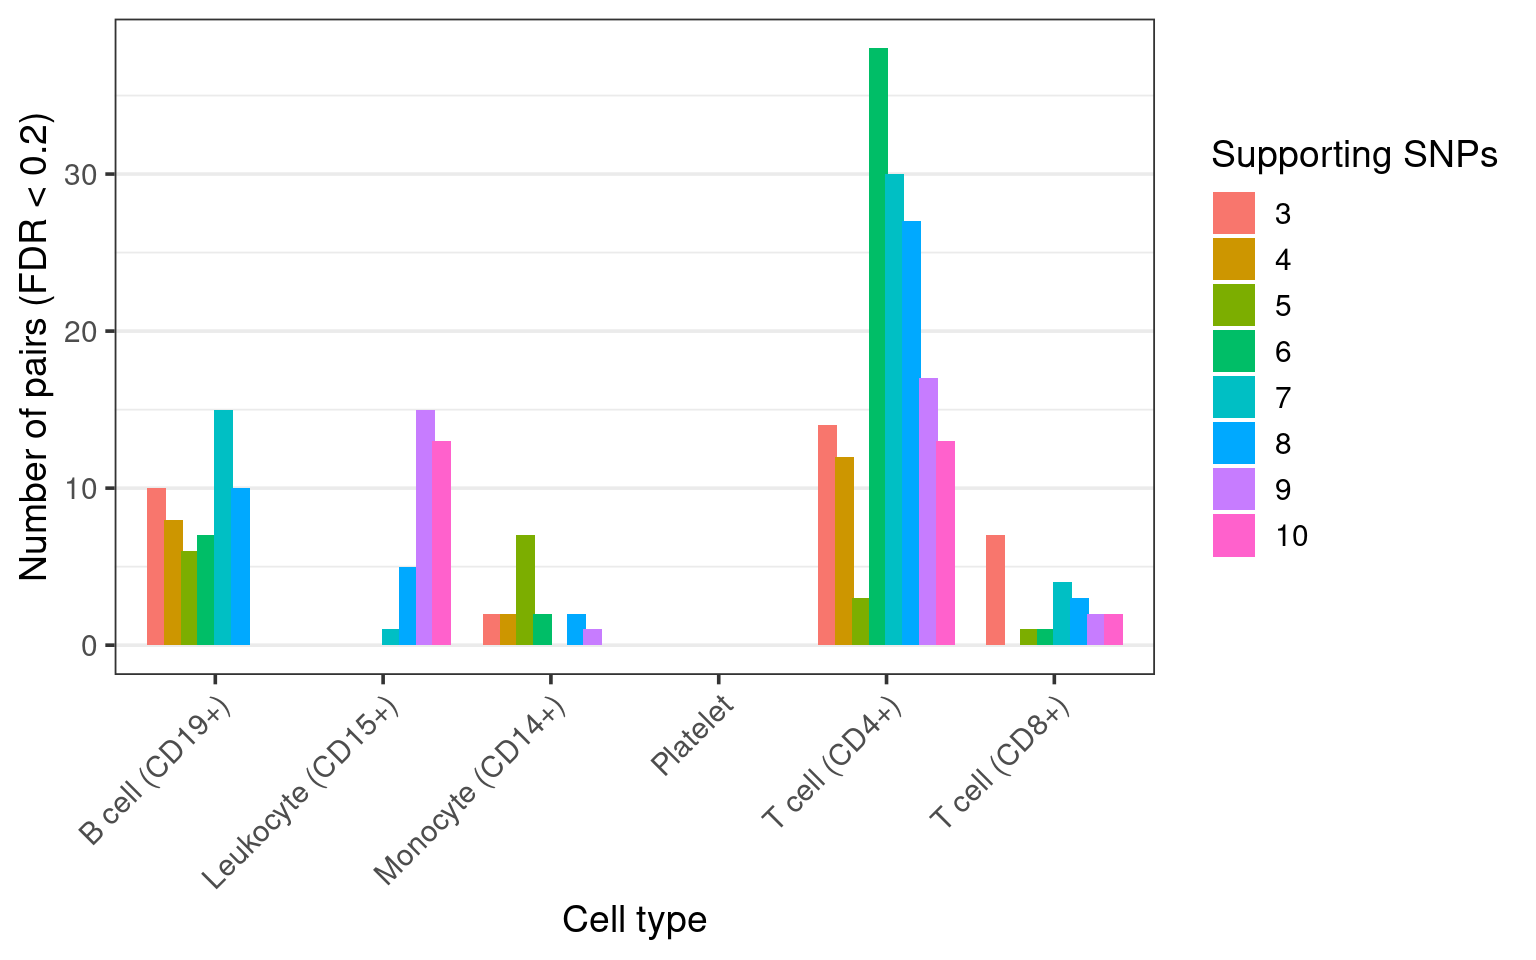 Number of pairs (FDR < 0.2)
30
20
10
0
B cell (CD19+)
Leukocyte (CD15+)
Monocyte (CD14+)
Platelet
T cell (CD4+)
T cell (CD8+)
Cell type
Supporting SNPs
3
4
5
6
7
8
9
10